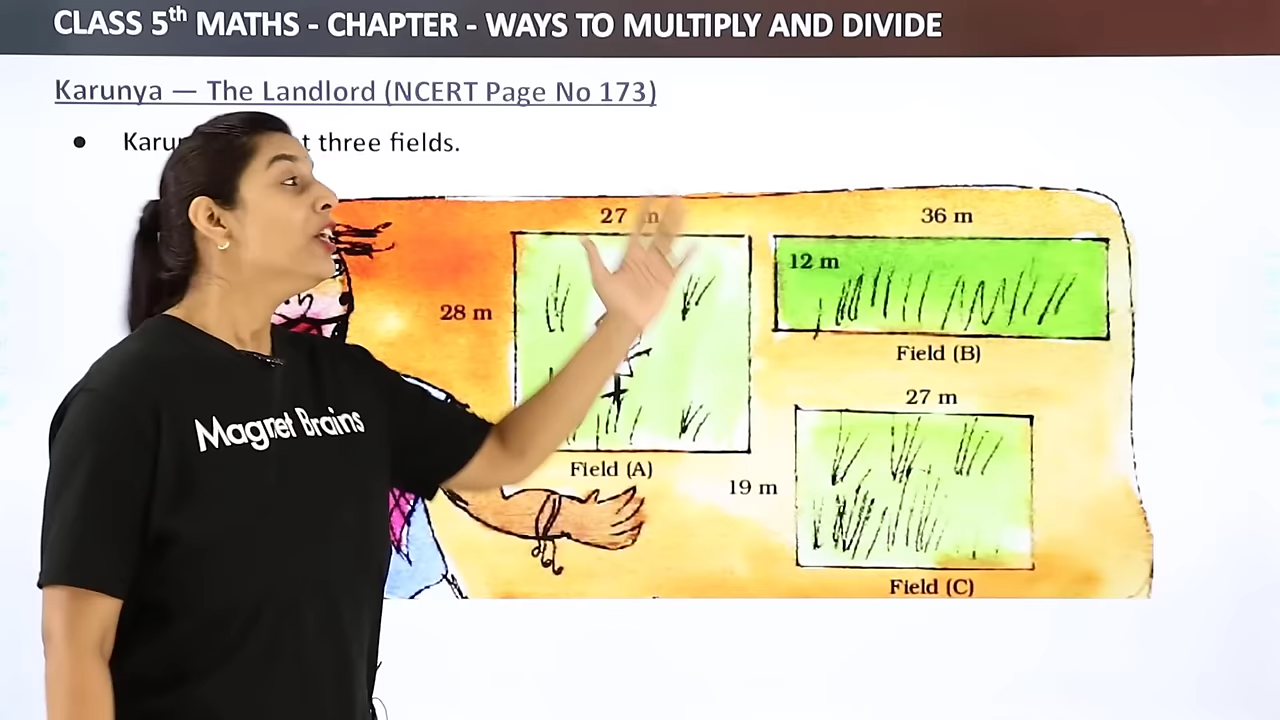 CLASS 5th MATHS - CHAPTER - WAYS TO MULTIPLY AND DIVIDE
Karunya — The Landlord (NCERT Page No 173)
● three fields.
27 m
36 m
12 m
28 m
Field (B)
27 m
Magnet Brains
Field (A)
19 m
Field (C)